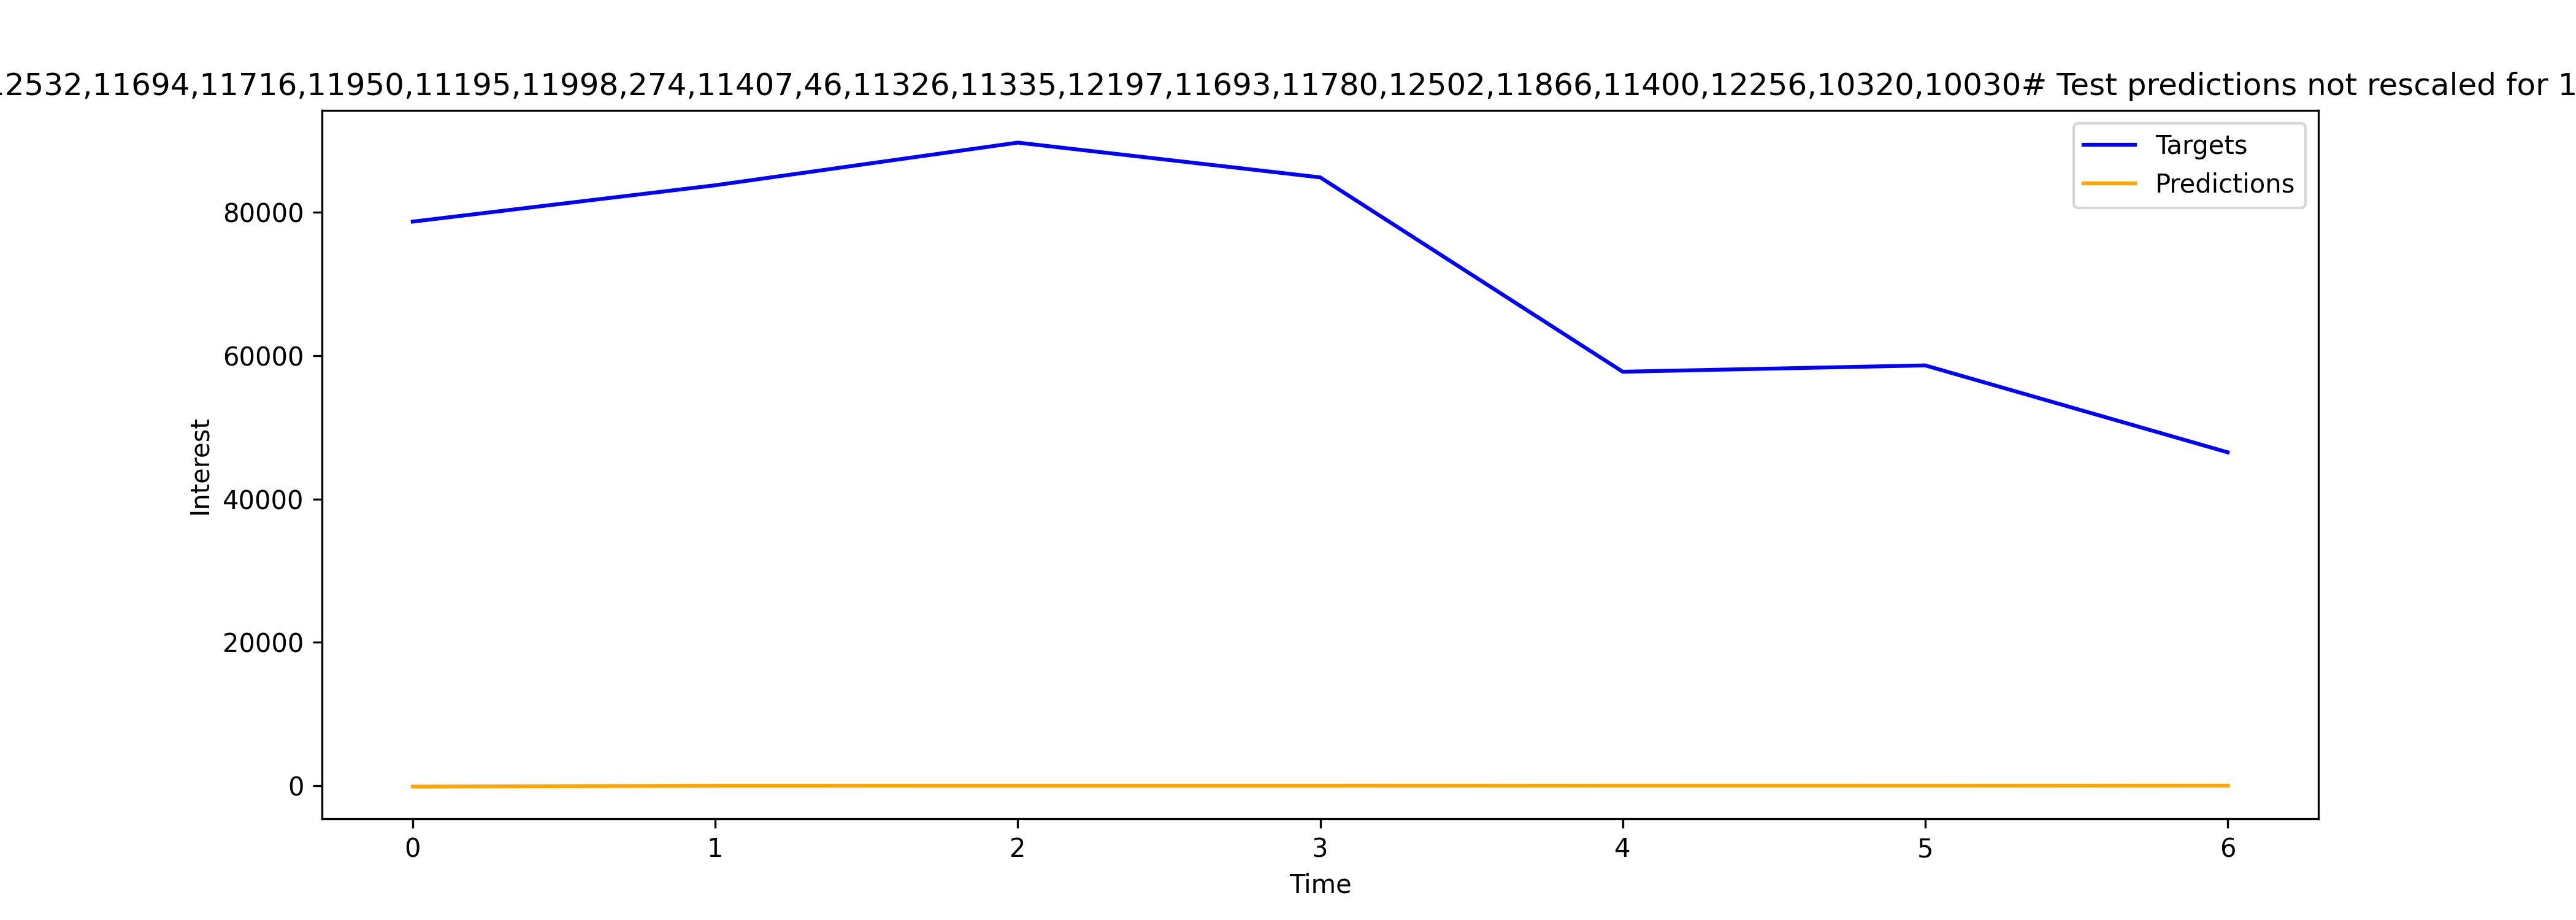 2532,11694,11716,11950,11195,11998,274,11407,46,11326,11335,12197,11693,11780,12502,11866,11400,12256,10320,10030# Test predictions not rescaled for 1
Targets
Predictions
80000
60000
40000
20000
0
Interest
0 1 2 3 4 5 6
Time